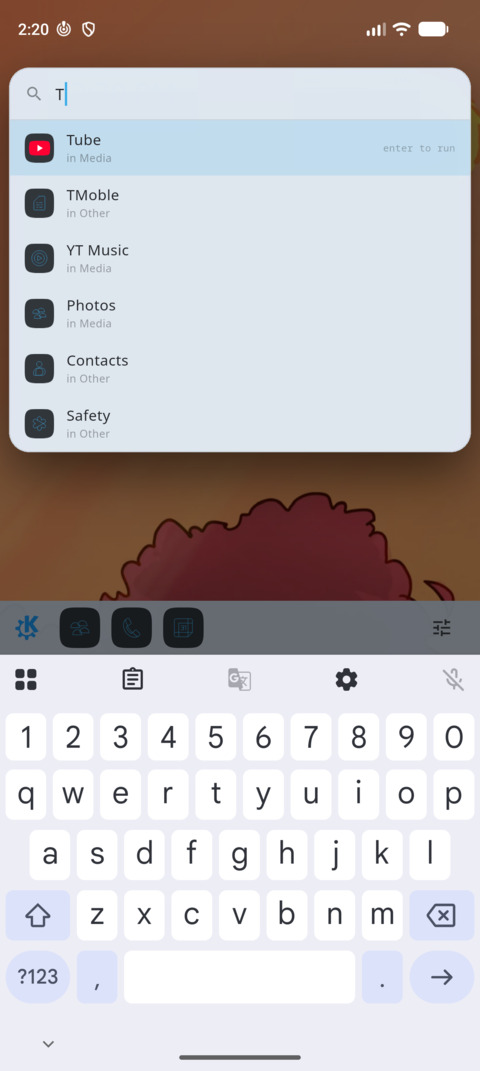 2:20
T
Tube
in Media
enter to run
TMoble
in Other
YT Music
in Media
Photos
in Media
Contacts
in Other
Safety
in Other
K
1 2 3 4 5 6 7 8 9 0
q w e r t y u i o p
a s d f g h j k l
z x c v b n m
?123 , .